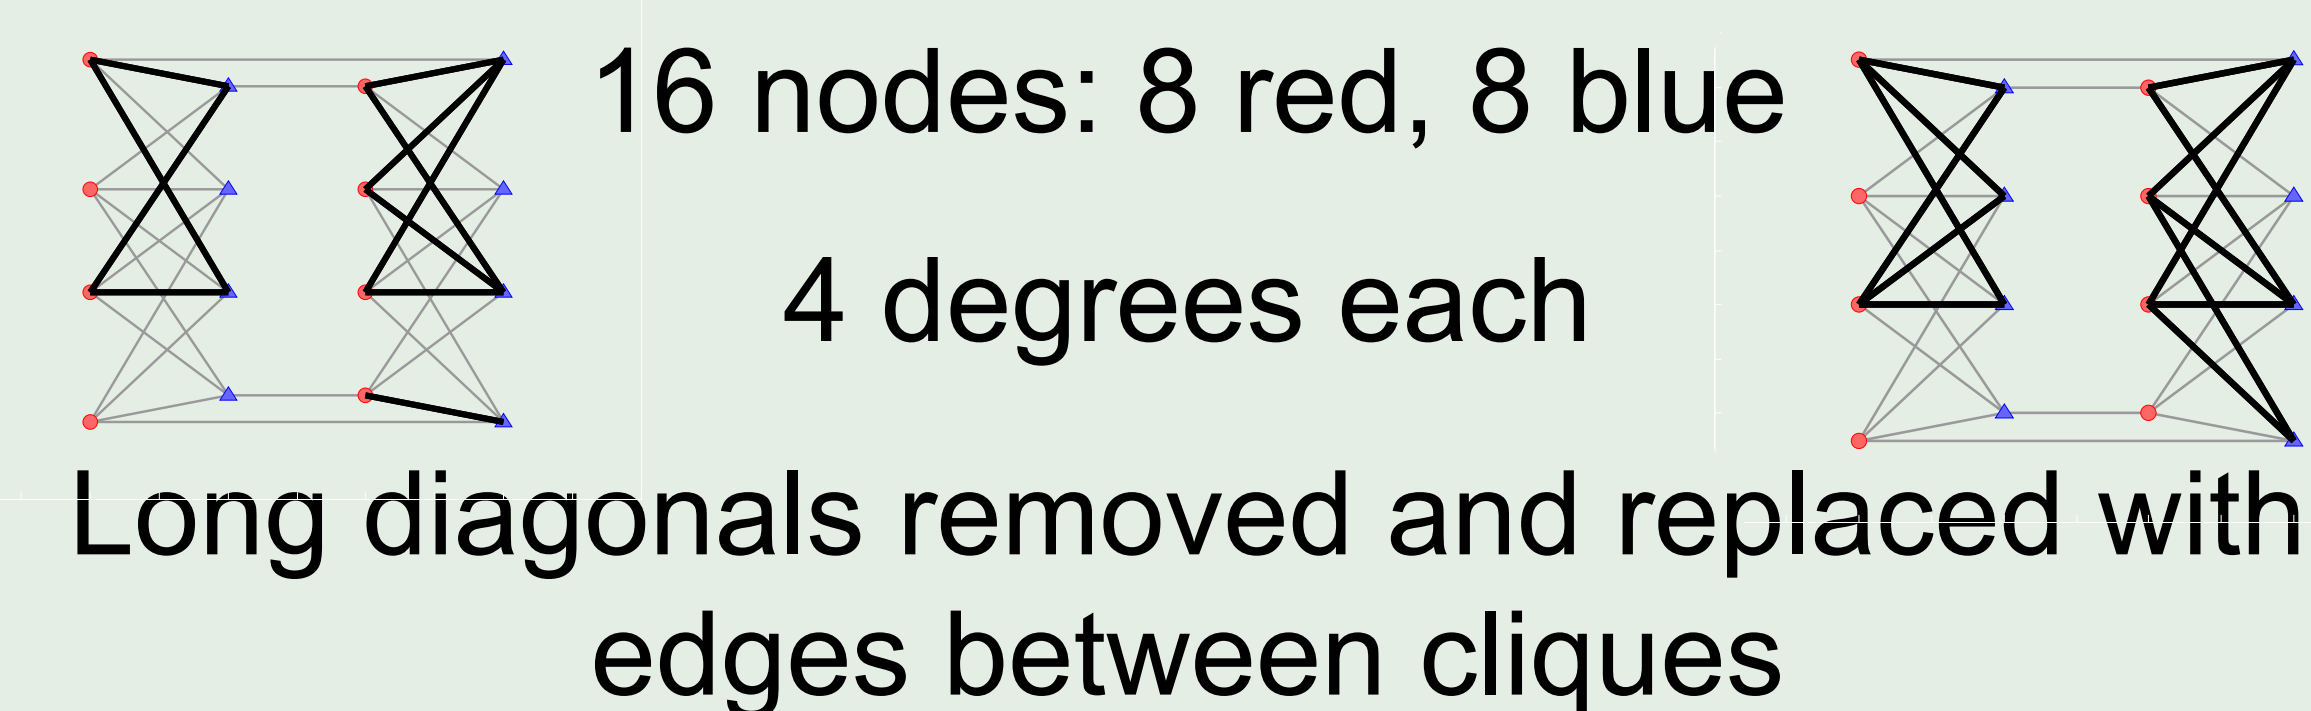 16 nodes: 8 red, 8 blue
4 degrees each
Long diagonals removed and replaced with
edges between cliques